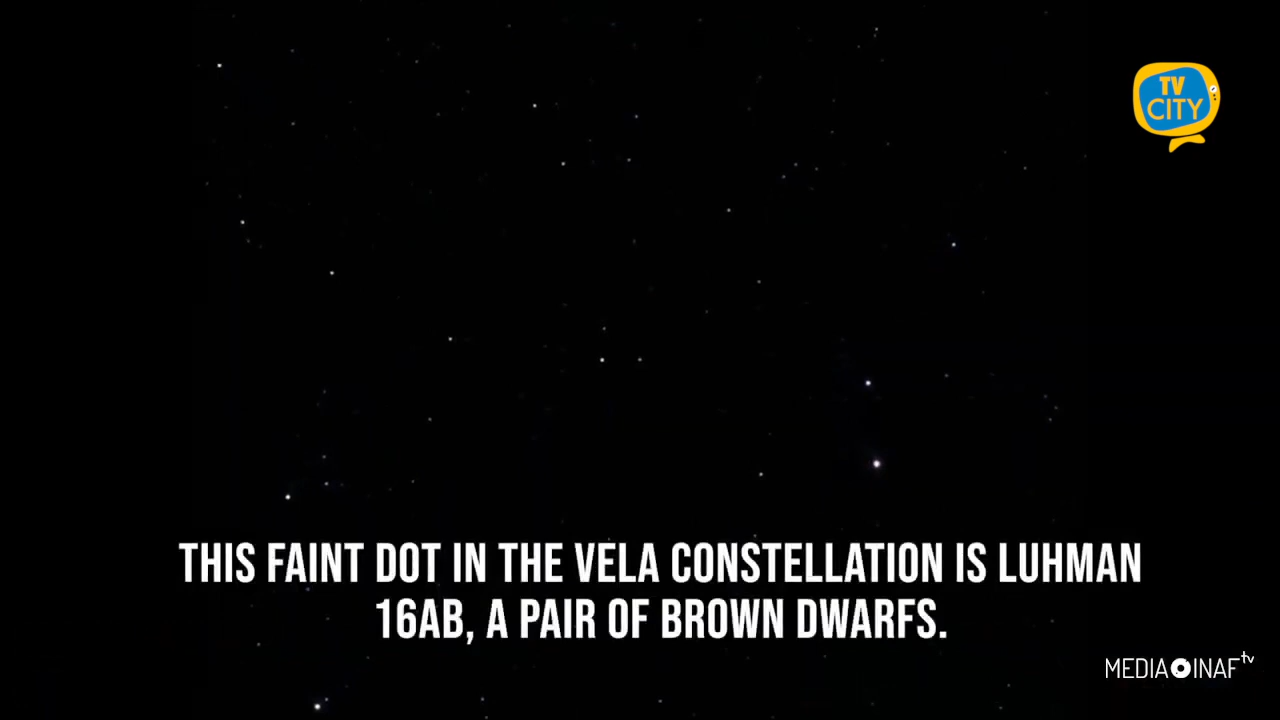 TV
CITY
THIS FAINT DOT IN THE VELA CONSTELLATION IS LUHMAN
16AB, A PAIR OF BROWN DWARFS.
MEDIA INAF tv